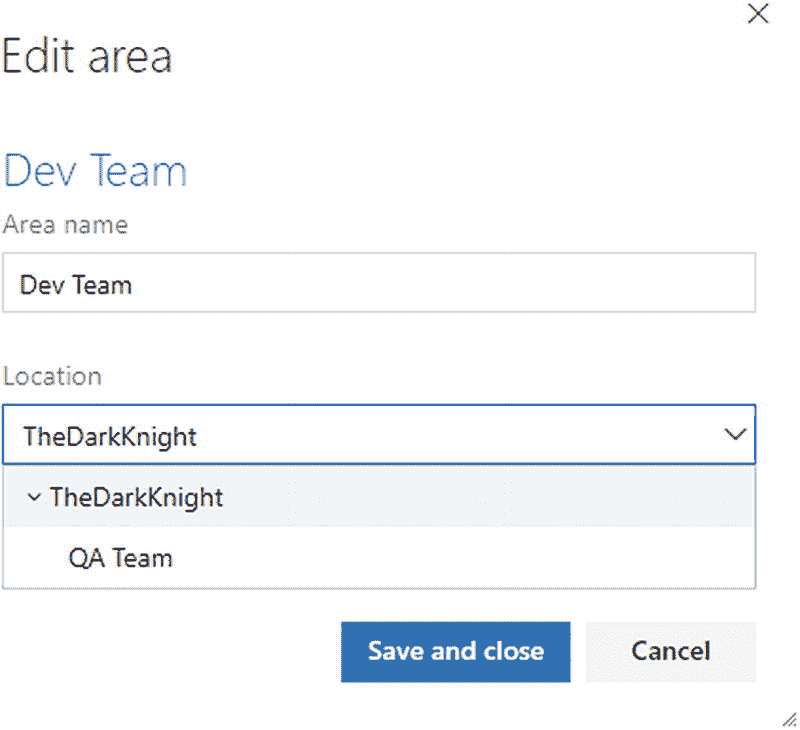 Edit area
Dev Team
Area name
Dev Team
Location
TheDarkKnight
TheDarkKnight
QA Team
Save and close
Cancel